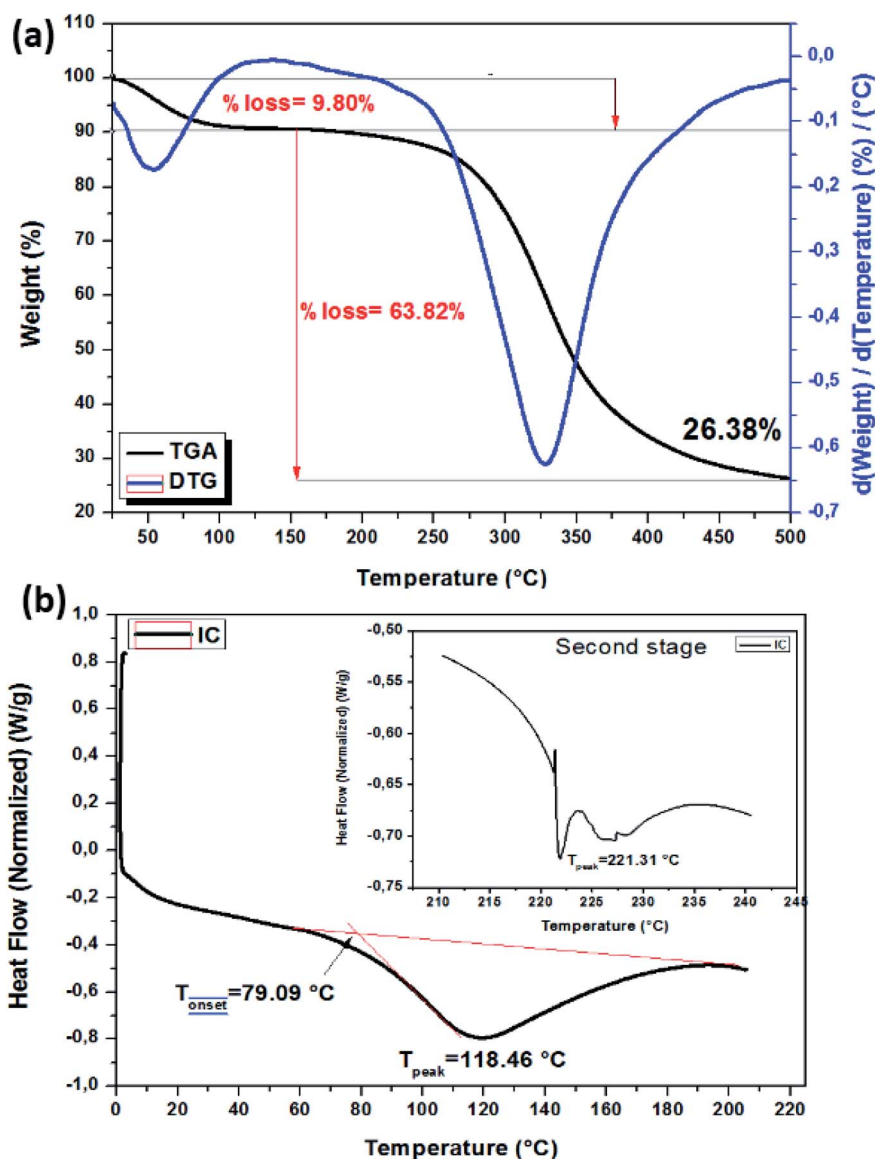 (a)
110
100
90
80
70
60
50
40
30
20
Weight (%)
% loss= 9.80%
% loss= 63.82%
26.38%
TGA
DTG
0,0
-0,1
-0,2
-0,3
-0,4
-0,5
-0,6
-0,7
d(Weight) / d(Temperature) (%) / (°C)
50 100 150 200 250 300 350 400 450 500
Temperature (°C)
(b)
1,0
0,8
0,6
0,4
0,2
0,0
-0,2
-0,4
-0,6
-0,8
-1,0
Heat Flow (Normalized) (W/g)
IC
Second stage
IC
-0,60
-0,55
-0,60
-0,65
-0,70
-0,75
Heat Flow (Normalized) (W/g)
Tpeak=221.31 °C
210 215 220 225 230 235 240 245
Temperature (°C)
Tonset=79.09 °C
Tpeak=118.46 °C
0 20 40 60 80 100 120 140 160 180 200 220
Temperature (°C)